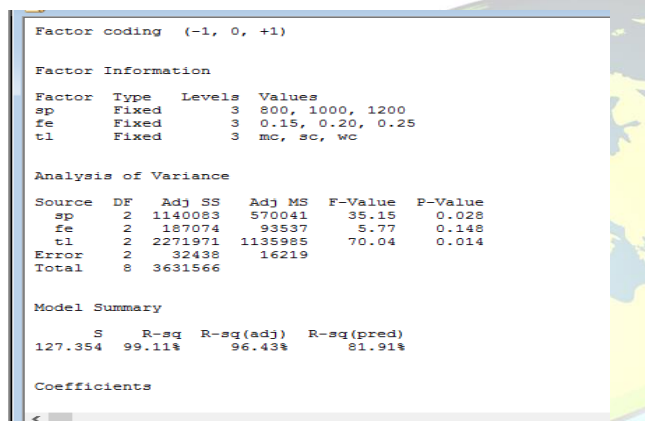 Factor coding (-1, 0, +1)
Factor Information
Factor Type Levels Values
sp Fixed 3 800, 1000, 1200
fe Fixed 3 0.15, 0.20, 0.25
tl Fixed 3 mc, sc, wc
Analysis of Variance
Source DF Adj SS Adj MS F-Value P-Value
sp 2 1140083 570041 35.15 0.028
fe 2 187074 93537 5.77 0.148
tl 2 2271971 1135985 70.04 0.014
Error 2 32438 16219
Total 8 3631566
Model Summary
S R-sq R-sq(adj) R-sq(pred)
127.354 99.11% 96.43% 81.91%
Coefficients